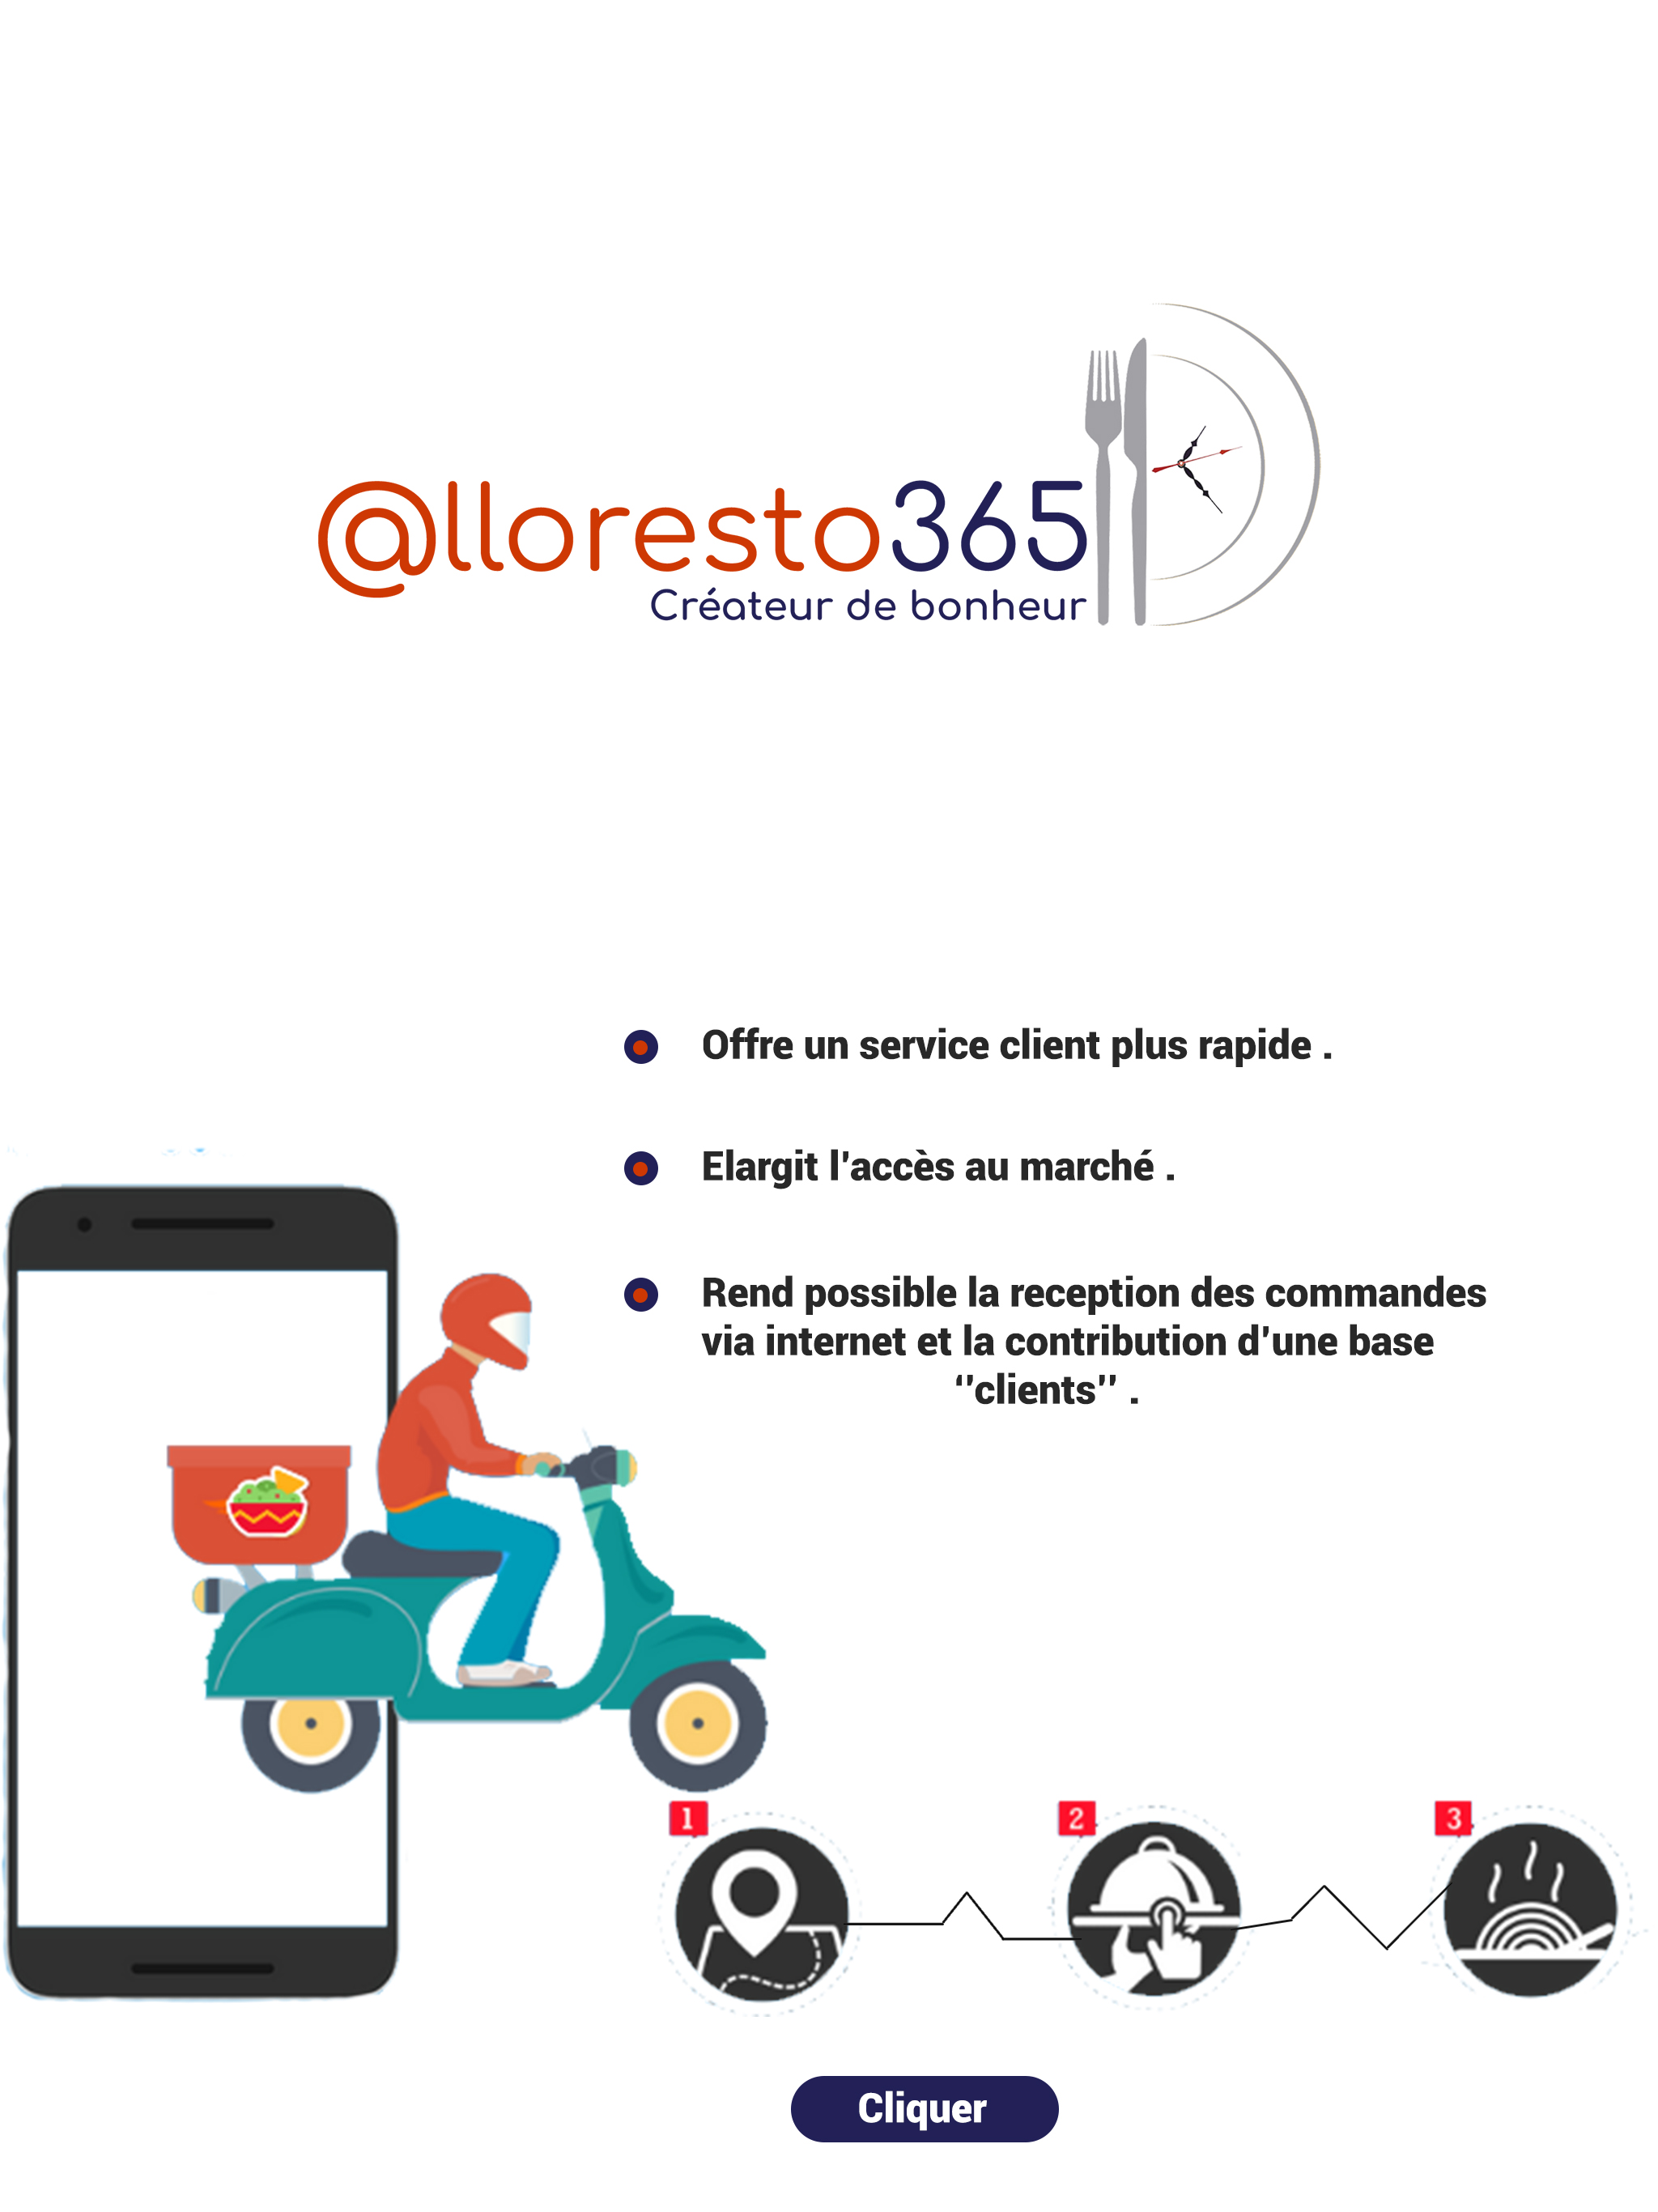 @lloresto365
Créateur de bonheur
Offre un service client plus rapide .
Elargit l'accès au marché .
Rend possible la reception des commandes
via internet et la contribution d'une base
‘’clients’’ .
1
2
3
Cliquer